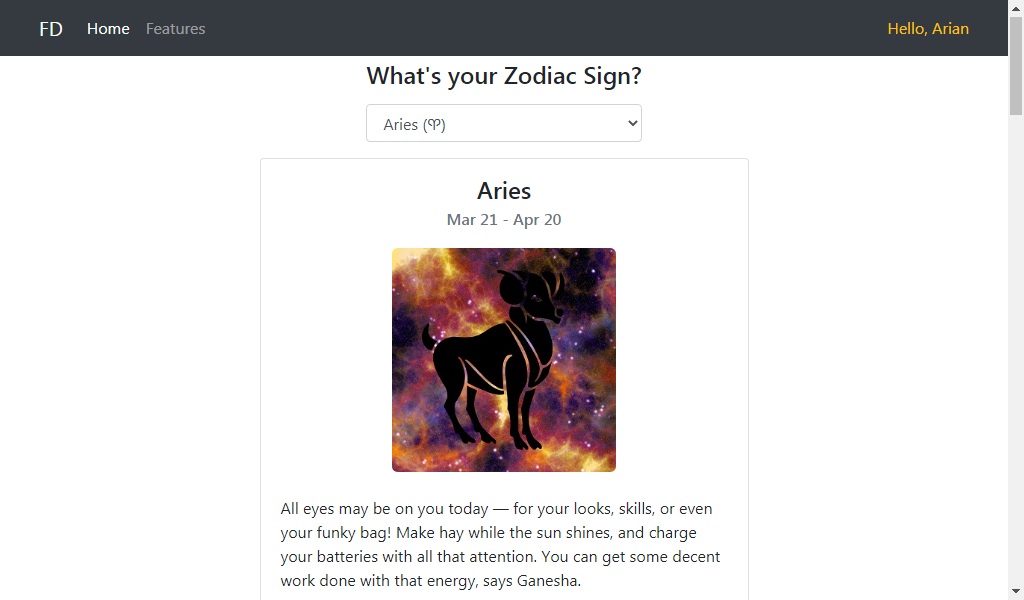 FD Home Features Hello, Arian
What's your Zodiac Sign?
Aries (♈︎)
Aries
Mar 21 - Apr 20
All eyes may be on you today — for your looks, skills, or even
your funky bag! Make hay while the sun shines, and charge
your batteries with all that attention. You can get some decent
work done with that energy, says Ganesha.